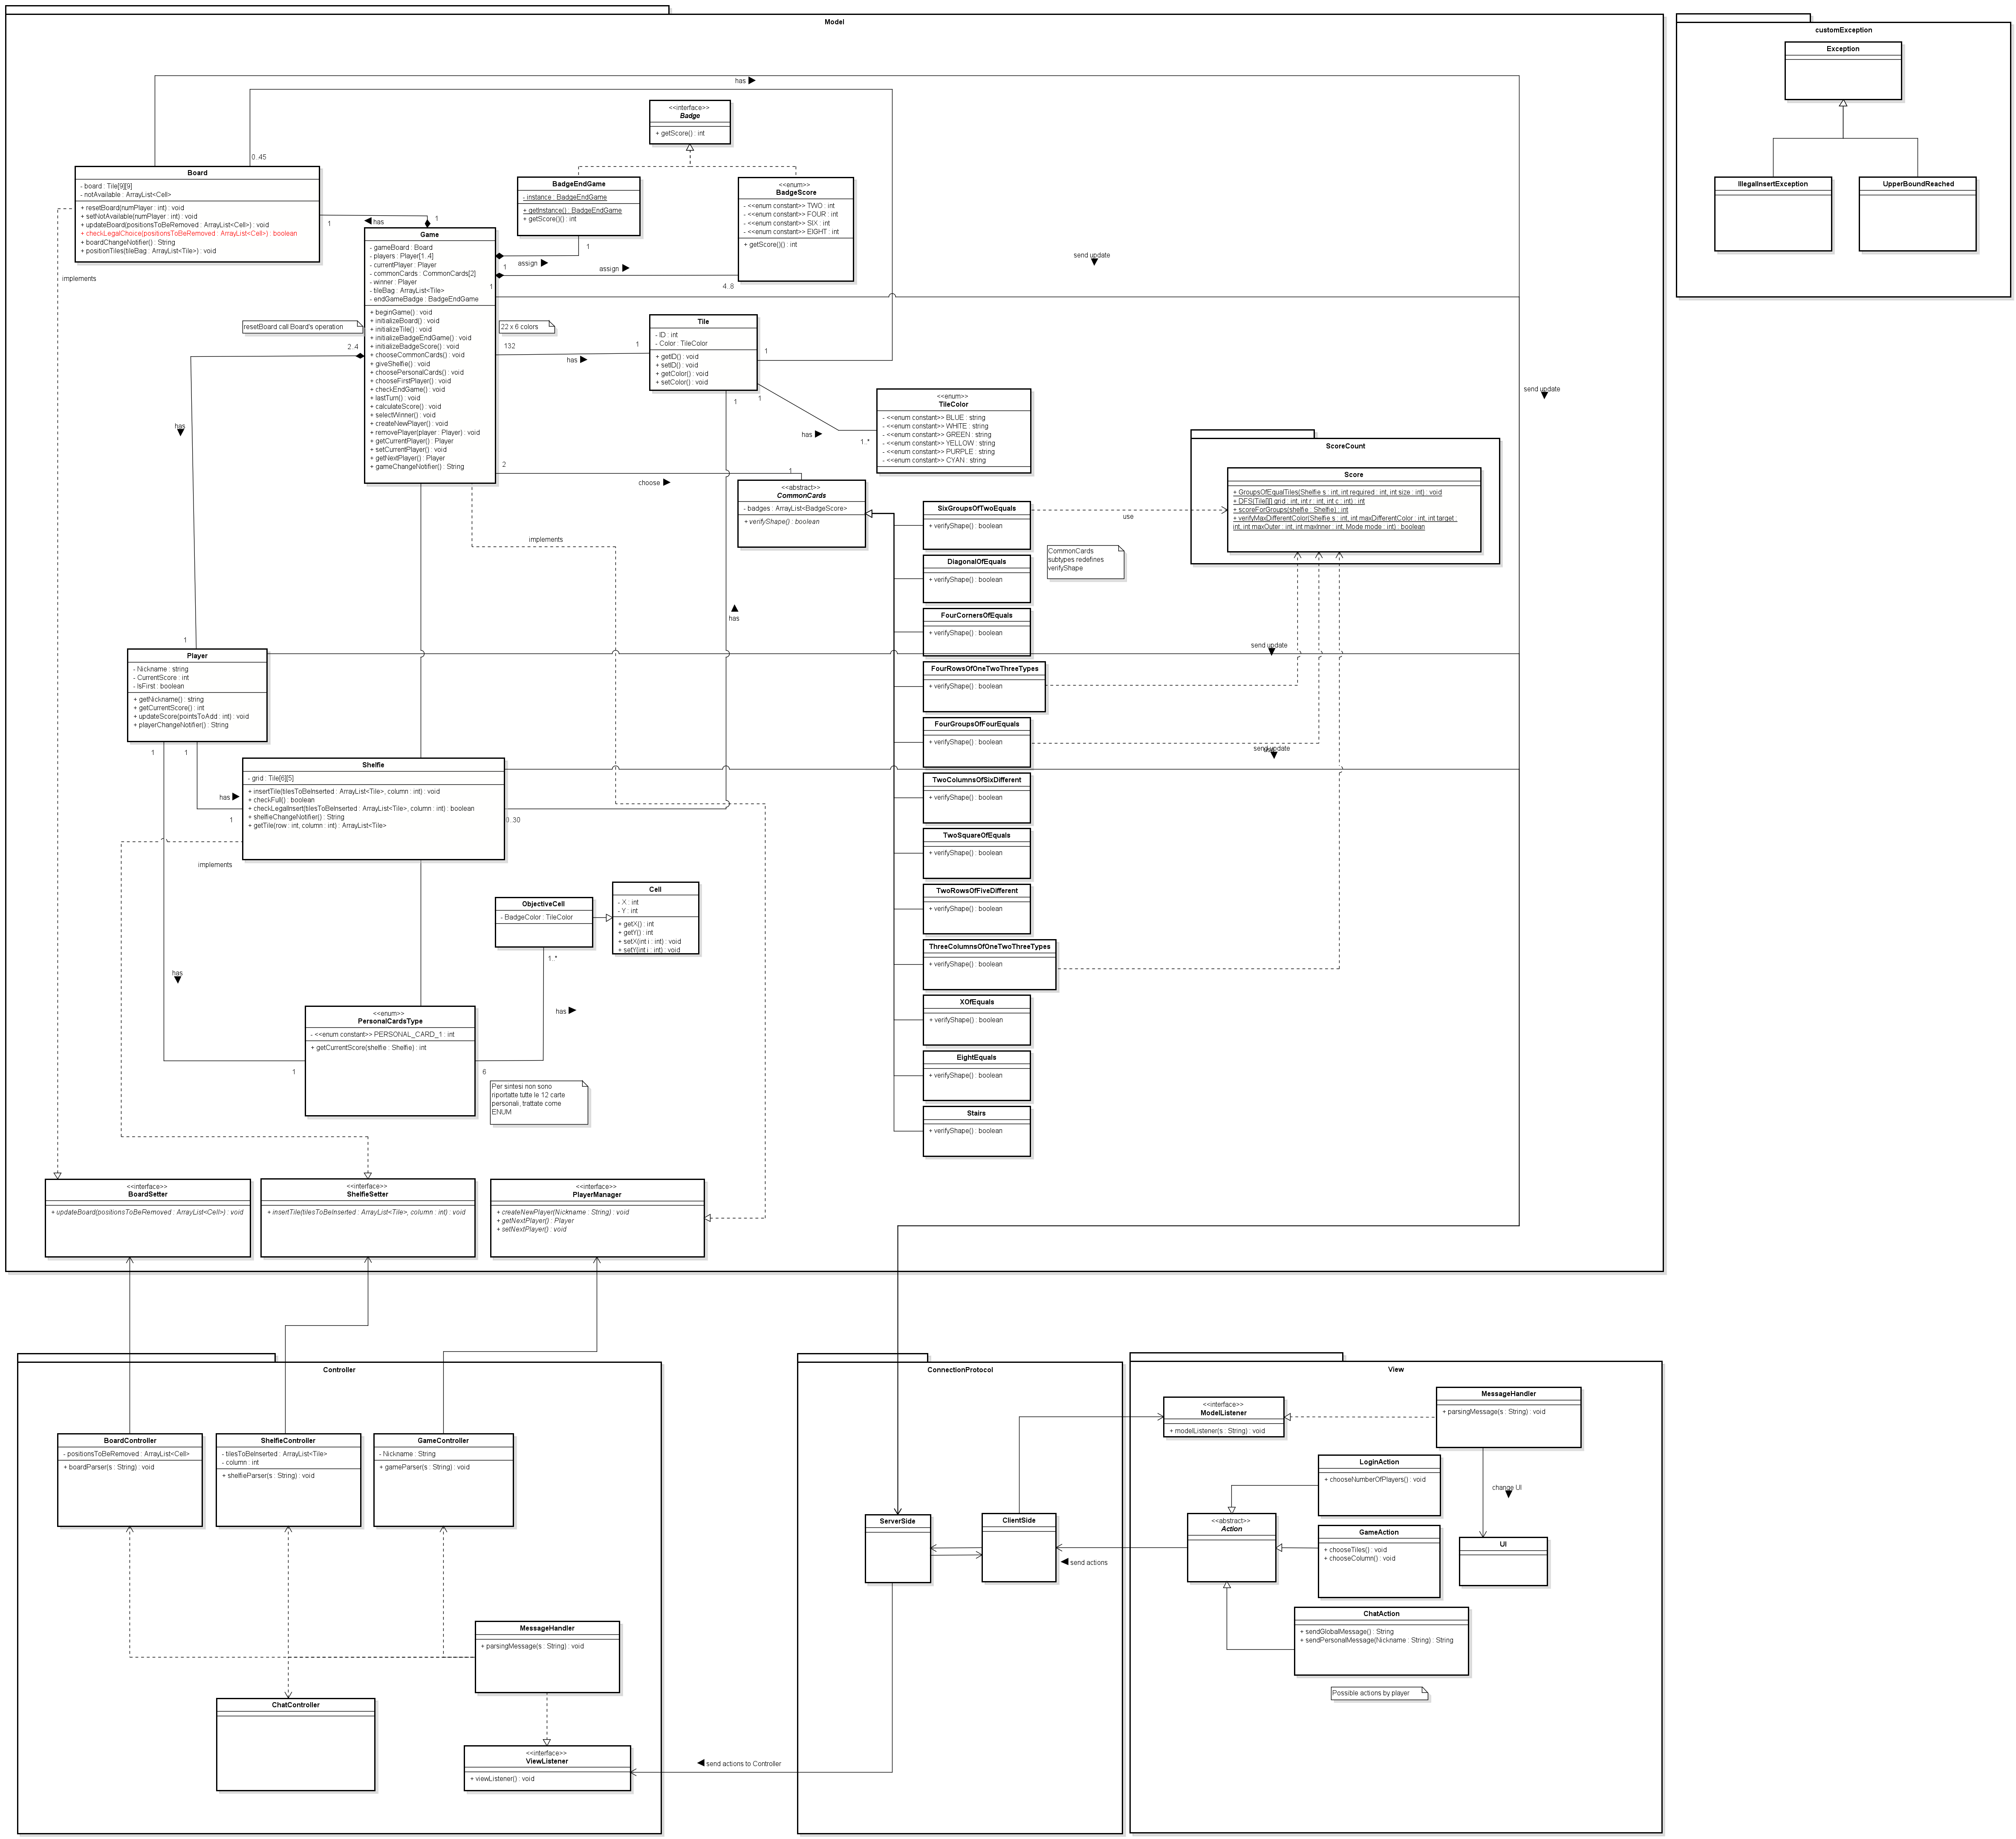 Model
has ▶
0..45
Board
- board : Tile[9][9]
- notAvailable : ArrayList<Cell>
+ resetBoard(numPlayer : int) : void
+ setNotAvailable(numPlayer : int) : void
+ updateBoard(positionsToBeRemoved : ArrayList<Cell>) : void
+ checkLegalChoice(positionsToBeRemoved : ArrayList<Cell>) : boolean
+ boardChangeNotifier() : String
+ positionTiles(tileBag : ArrayList<Tile>) : void
implements
1
◀ has
1
<<interface>>
Badge
+ getScore() : int
BadgeEndGame
- instance : BadgeEndGame
+ getInstance() : BadgeEndGame
+ getScore()() : int
<<enum>>
BadgeScore
- <<enum constant>> TWO : int
- <<enum constant>> FOUR : int
- <<enum constant>> SIX : int
- <<enum constant>> EIGHT : int
+ getScore()() : int
1
assign ▶
1
assign ▶
4..8
1
send update
Game
- gameBoard : Board
- players : Player[1..4]
- currentPlayer : Player
- commonCards : CommonCards[2]
- winner : Player
- tileBag : ArrayList<Tile>
- endGameBadge : BadgeEndGame
+ beginGame() : void
+ initializeBoard() : void
+ initializeTile() : void
+ initializeBadgeEndGame() : void
+ initializeBadgeScore() : void
+ chooseCommonCards() : void
+ giveShelfie() : void
+ choosePersonalCards() : void
+ chooseFirstPlayer() : void
+ checkEndGame() : void
+ lastTurn() : void
+ calculateScore() : void
+ selectWinner() : void
+ createNewPlayer() : void
+ removePlayer(player : Player) : void
+ getCurrentPlayer() : Player
+ setCurrentPlayer() : void
+ getNextPlayer() : Player
+ gameChangeNotifier() : String
resetBoard call Board's operation
22 x 6 colors
2..4
132
has ▶
1
Tile
- ID : int
- Color : TileColor
+ getID() : void
+ setID() : void
+ getColor() : void
+ setColor() : void
1
1
1
has ▶
1..*
<<enum>>
TileColor
- <<enum constant>> BLUE : string
- <<enum constant>> WHITE : string
- <<enum constant>> GREEN : string
- <<enum constant>> YELLOW : string
- <<enum constant>> PURPLE : string
- <<enum constant>> CYAN : string
send update
has
2
choose ▶
1
<<abstract>>
CommonCards
- badges : ArrayList<BadgeScore>
+ verifyShape() : boolean
implements
SixGroupsOfTwoEquals
+ verifyShape() : boolean
use
CommonCards
subtypes redefines
verifyShape
ScoreCount
Score
+ GroupsOfEqualTiles(Shelfie s : int, int required : int, int size : int) : void
+ DFS(Tile[][] grid : int, int r : int, int c : int) : int
+ scoreForGroups(shelfie : Shelfie) : int
+ verifyMaxDifferentColor(Shelfie s : int, int maxDifferentColor : int, int target :
int, int maxOuter : int, int maxInner : int, Mode mode : int) : boolean
DiagonalOfEquals
+ verifyShape() : boolean
FourCornersOfEquals
+ verifyShape() : boolean
FourRowsOfOneTwoThreeTypes
+ verifyShape() : boolean
FourGroupsOfFourEquals
+ verifyShape() : boolean
TwoColumnsOfSixDifferent
+ verifyShape() : boolean
TwoSquareOfEquals
+ verifyShape() : boolean
TwoRowsOfFiveDifferent
+ verifyShape() : boolean
ThreeColumnsOfOneTwoThreeTypes
+ verifyShape() : boolean
XOfEquals
+ verifyShape() : boolean
EightEquals
+ verifyShape() : boolean
Stairs
+ verifyShape() : boolean
has
send update
send update
1
Player
- Nickname : string
- CurrentScore : int
- IsFirst : boolean
+ getNickname() : string
+ getCurrentScore() : int
+ updateScore(pointsToAdd : int) : void
+ playerChangeNotifier() : String
1
1
has ▶
1
Shelfie
- grid : Tile[6][5]
+ insertTile(tilesToBeInserted : ArrayList<Tile>, column : int) : void
+ checkFull() : boolean
+ checkLegalInsert(tilesToBeInserted : ArrayList<Tile>, column : int) : boolean
+ shelfieChangeNotifier() : String
+ getTile(row : int, column : int) : ArrayList<Tile>
0..30
implements
ObjectiveCell
- BadgeColor : TileColor
Cell
- X : int
- Y : int
+ getX() : int
+ getY() : int
+ setX(int i : int) : void
+ setY(int i : int) : void
1..*
has
has ▶
<<enum>>
PersonalCardsType
- <<enum constant>> PERSONAL_CARD_1 : int
+ getCurrentScore(shelfie : Shelfie) : int
1
6
Per sintesi non sono
riportatte tutte le 12 carte
personali, trattate come
ENUM
<<interface>>
BoardSetter
+ updateBoard(positionsToBeRemoved : ArrayList<Cell>) : void
<<interface>>
ShelfieSetter
+ insertTile(tilesToBeInserted : ArrayList<Tile>, column : int) : void
<<interface>>
PlayerManager
+ createNewPlayer(Nickname : String) : void
+ getNextPlayer() : Player
+ setNextPlayer() : void
customException
Exception
IllegalInsertException
UpperBoundReached
Controller
BoardController
- positionsToBeRemoved : ArrayList<Cell>
+ boardParser(s : String) : void
ShelfieController
- tilesToBeInserted : ArrayList<Tile>
- column : int
+ shelfieParser(s : String) : void
GameController
- Nickname : String
+ gameParser(s : String) : void
MessageHandler
+ parsingMessage(s : String) : void
ChatController
<<interface>>
ViewListener
+ viewListener() : void
◀ send actions to Controller
ConnectionProtocol
ServerSide
ClientSide
◀ send actions
View
<<interface>>
ModelListener
+ modelListener(s : String) : void
MessageHandler
+ parsingMessage(s : String) : void
LoginAction
+ chooseNumberOfPlayers() : void
change UI
<<abstract>>
Action
GameAction
+ chooseTiles() : void
+ chooseColumn() : void
UI
ChatAction
+ sendGlobalMessage() : String
+ sendPersonalMessage(Nickname : String) : String
Possible actions by player